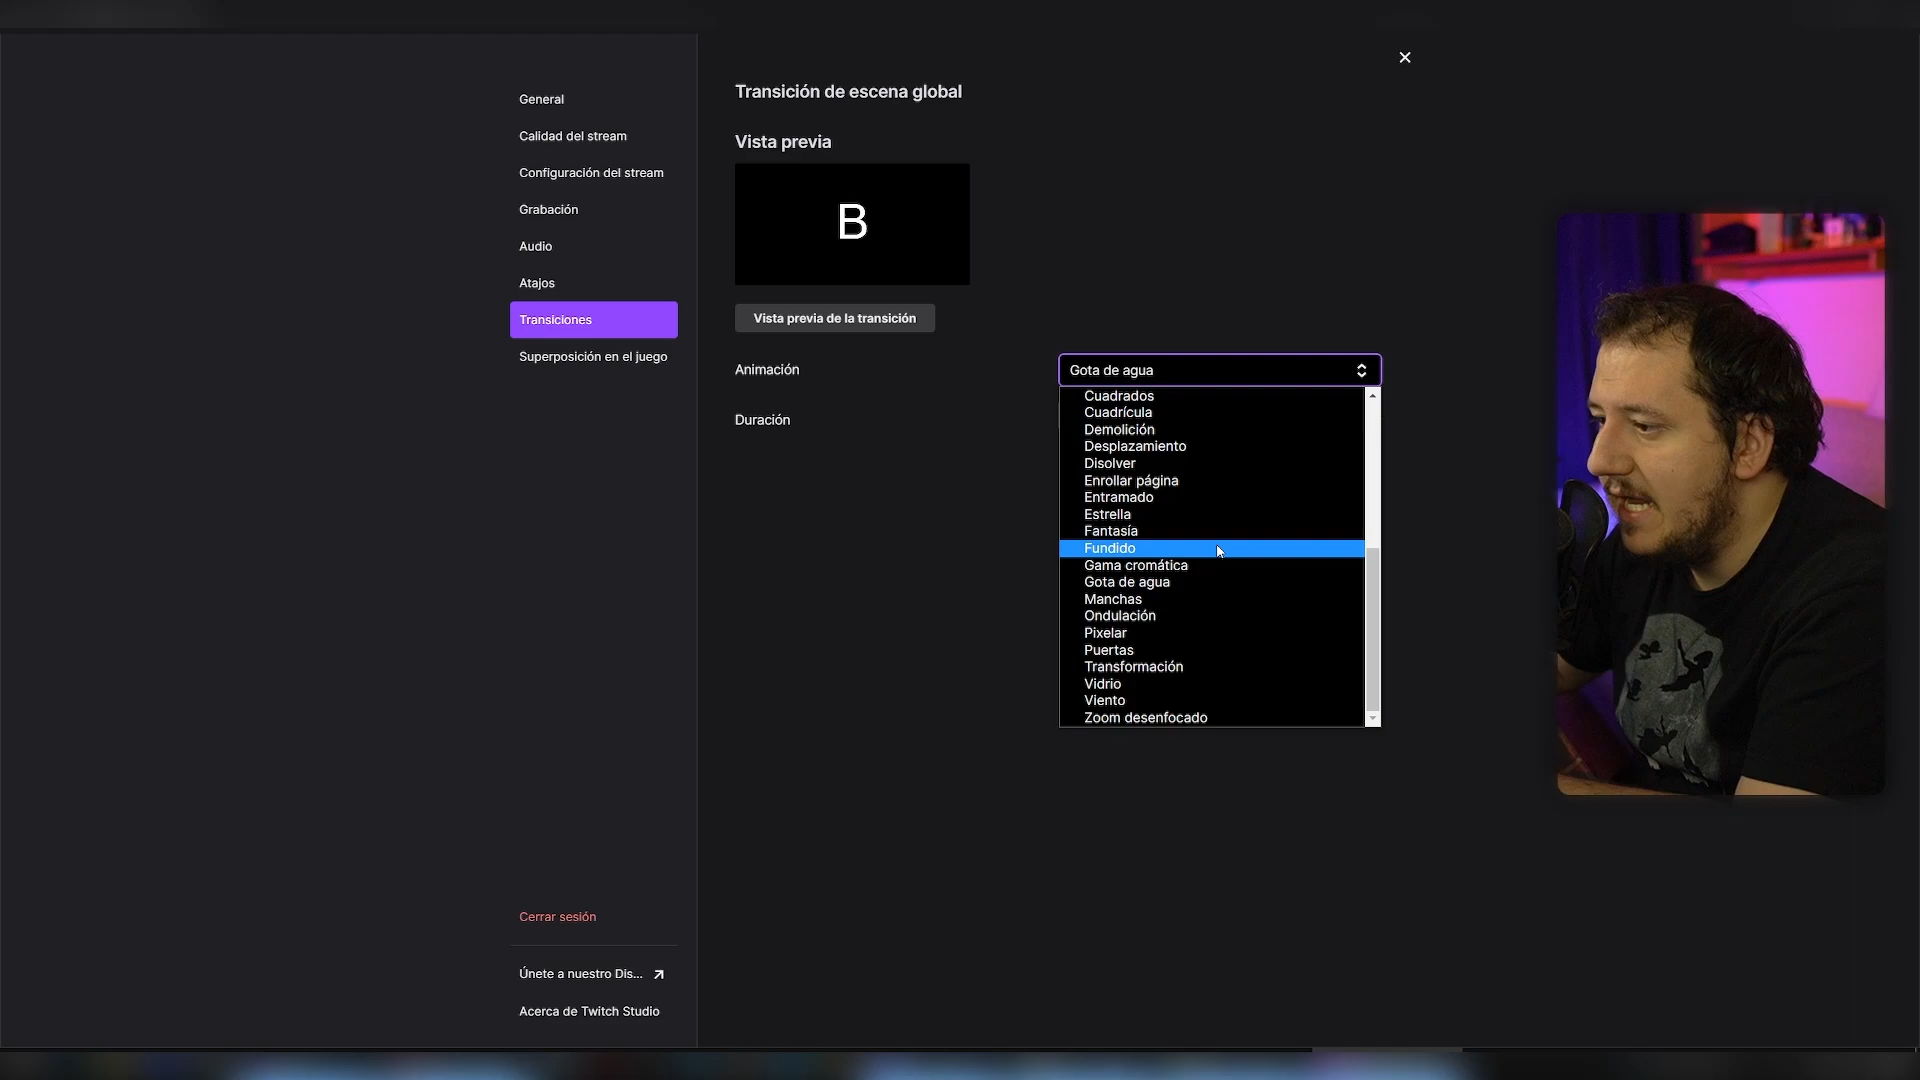 General
Calidad del stream
Configuración del stream
Grabación
Audio
Atajos
Transiciones
Superposición en el juego
Cerrar sesión
Únete a nuestro Dis...
Acerca de Twitch Studio
Transición de escena global
Vista previa
B
Vista previa de la transición
Animación
Gota de agua
Duración
Cuadrados
Cuadrícula
Demolición
Desplazamiento
Disolver
Enrollar página
Entramado
Estrella
Fantasía
Fundido
Gama cromática
Gota de agua
Manchas
Ondulación
Pixelar
Puertas
Transformación
Vidrio
Viento
Zoom desenfocado